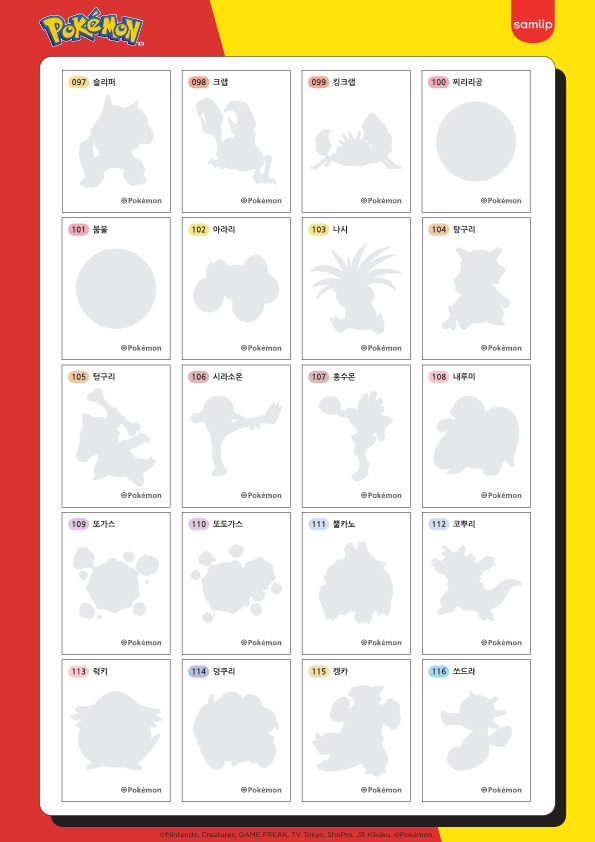 POKéMON
samlip
097 슬리퍼
098 크랩
099 킹크랩
100 찌리리공
©Pokémon
©Pokémon
©Pokémon
©Pokémon
101 붐볼
102 아라리
103 나시
104 탕구리
©Pokémon
©Pokémon
©Pokémon
©Pokémon
105 텅구리
106 시라소몬
107 홍수몬
108 내루미
©Pokémon
©Pokémon
©Pokémon
©Pokémon
109 또가스
110 또도가스
111 뿔카노
112 코뿌리
©Pokémon
©Pokémon
©Pokémon
©Pokémon
113 럭키
114 덩쿠리
115 캥카
116 쏘드라
©Pokémon
©Pokémon
©Pokémon
©Pokémon
©Nintendo, Creatures, GAME FREAK, TV Tokyo, ShoPro, JR Kikaku. ©Pokémon.